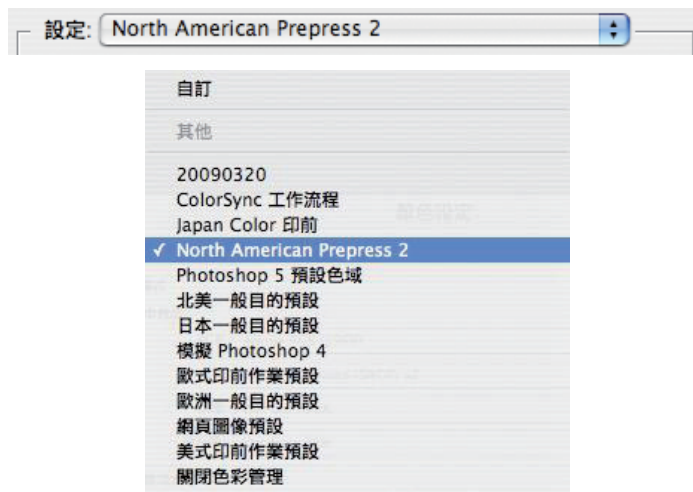 設定: North American Prepress 2
自訂
其他
20090320
ColorSync 工作流程
Japan Color 印前
✓ North American Prepress 2
Photoshop 5 預設色域
北美一般目的預設
日本一般目的預設
模擬 Photoshop 4
歐式印前作業預設
歐洲一般目的預設
網頁圖像預設
美式印前作業預設
關閉色彩管理